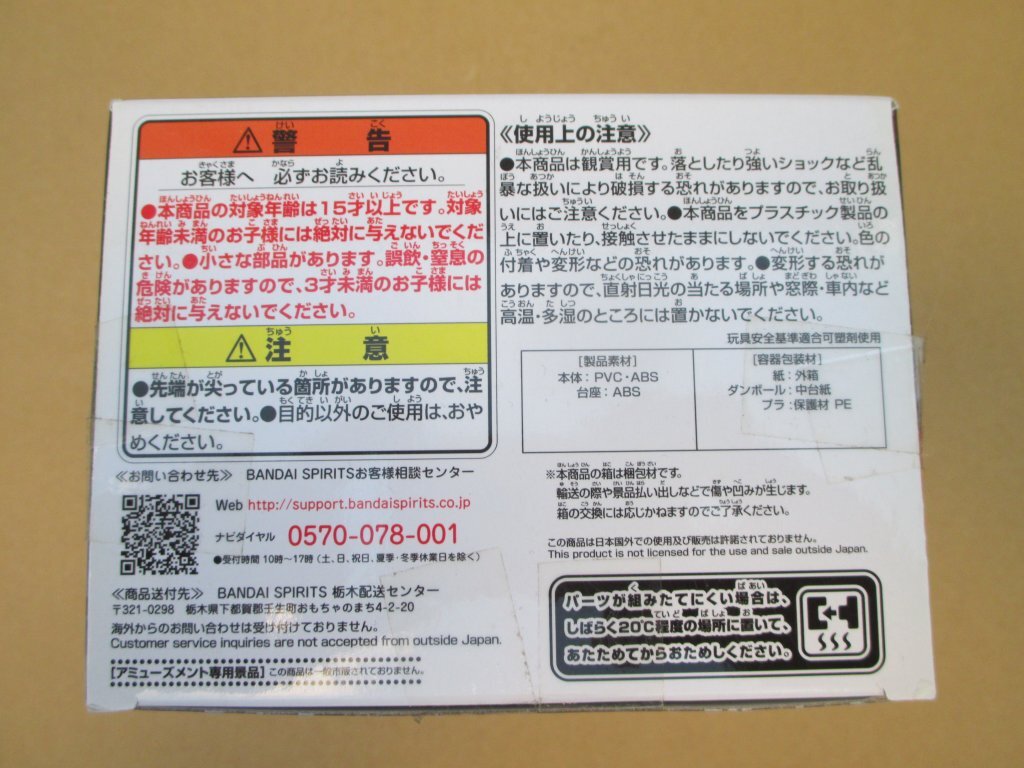 ⚠警告
お客様へ 必ずお読みください。
●本商品の対象年齢は15才以上です。対象
年齢未満のお子様には絶対に与えないでくだ
さい。●小さな部品があります。誤飲・窒息の
危険がありますので、3才未満のお子様には
絶対に与えないでください。
⚠注意
●先端が尖っている箇所がありますので、注
意してください。●目的以外のご使用は、おや
めください。
≪お問い合わせ先≫ BANDAI SPIRITSお客様相談センター
Web http://support.bandaispirits.co.jp
ナビダイヤル 0570-078-001
●受付時間 10時〜17時 (土、日、祝日、夏季・冬季休業日を除く)
≪商品送付先≫ BANDAI SPIRITS 栃木配送センター
〒321-0298 栃木県下都賀郡壬生町おもちゃのまち4-2-20
海外からのお問い合わせは受け付けておりません。
Customer service inquiries are not accepted from outside Japan.
[アミューズメント専用景品] この商品は一般市販されておりません。
≪使用上の注意≫
●本商品は観賞用です。落としたり強いショックなど乱
暴な扱いにより破損する恐れがありますので、お取り扱
いにはご注意ください。●本商品をプラスチック製品の
上に置いたり、接触させたままにしないでください。色の
付着や変形などの恐れがあります。●変形する恐れが
ありますので、直射日光の当たる場所や窓際・車内など
高温・多湿のところには置かないでください。
玩具安全基準適合可塑剤使用
[製品素材]
本体:PVC・ABS
台座:ABS
[容器包装材]
紙:外箱
ダンボール:中台紙
プラ:保護材 PE
※本商品の箱は梱包材です。
輸送の際や景品払い出しなどで傷や凹みが生じます。
箱の交換には応じかねますのでご了承ください。
この商品は日本国外での使用及び販売は許諾されておりません。
This product is not licensed for the use and sale outside Japan.
パーツが組みたてにくい場合は、
しばらく20℃程度の場所に置いて、
あたためてからおためしください。